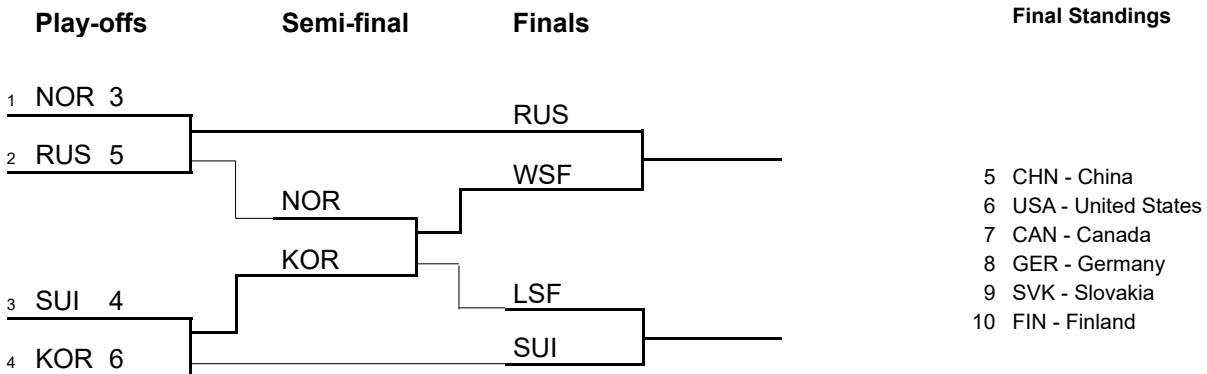 Play-offs Semi-final Finals Final Standings
1 NOR 3
RUS
2 RUS 5
WSF
5 CHN - China
NOR
6 USA - United States
7 CAN - Canada
KOR
8 GER - Germany
3 SUI 4
LSF
9 SVK - Slovakia
10 FIN - Finland
4 KOR 6
SUI